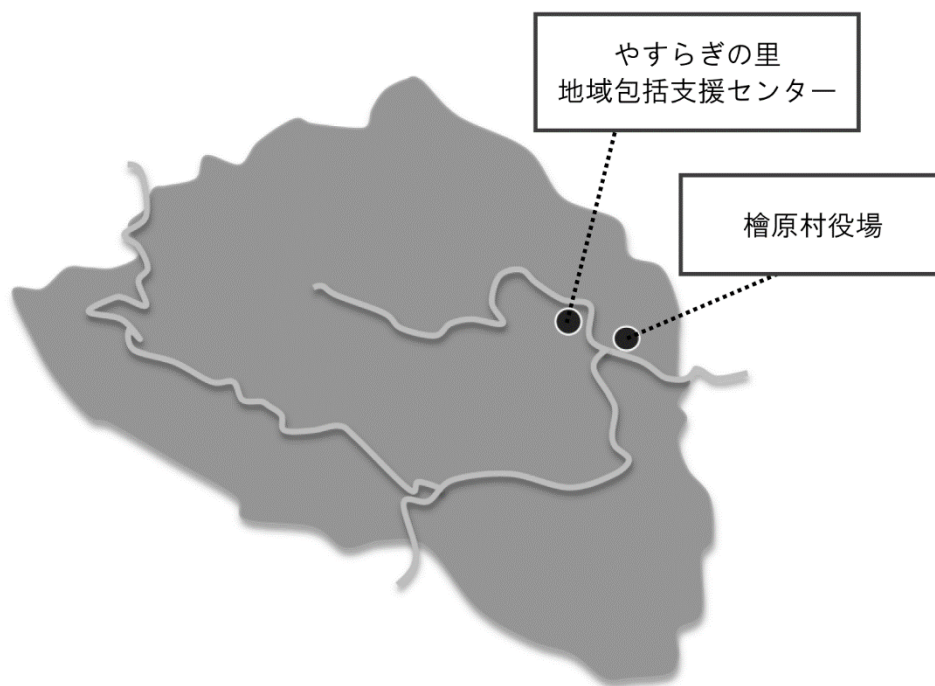 やすらぎの里
地域包括支援センター
檜原村役場